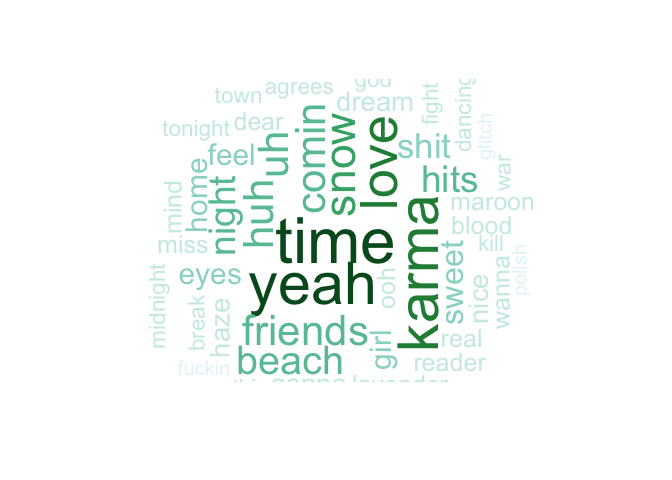 god
agrees
town
dream
fight
dancing
tonight
dear
uh
comin
snow
love
shit
glitch
feel
hits
war
home
night
huh
mind
maroon
blood
miss
time
karma
kill
eyes
yeah
ooh
sweet
nice
wanna
polish
midnight
break
haze
friends
girl
real
beach
reader
fuckin
gonna
lavender